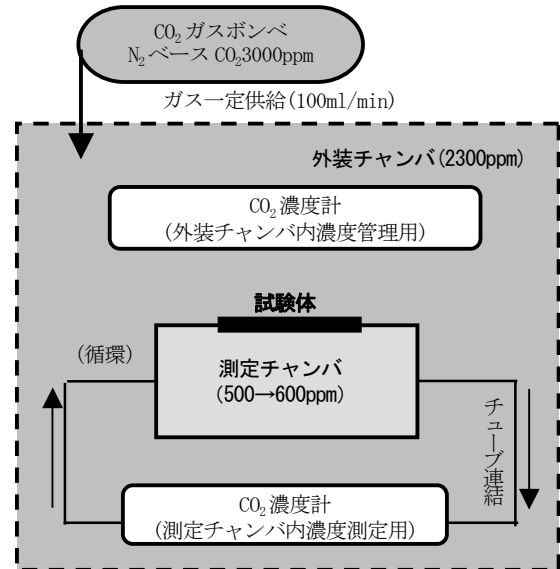 CO₂ガスボンベ
N₂ベース CO₂3000ppm
ガス一定供給(100ml/min)
外装チャンバ(2300ppm)
CO₂濃度計
(外装チャンバ内濃度管理用)
試験体
(循環)
測定チャンバ
(500→600ppm)
チューブ連結
CO₂濃度計
(測定チャンバ内濃度測定用)